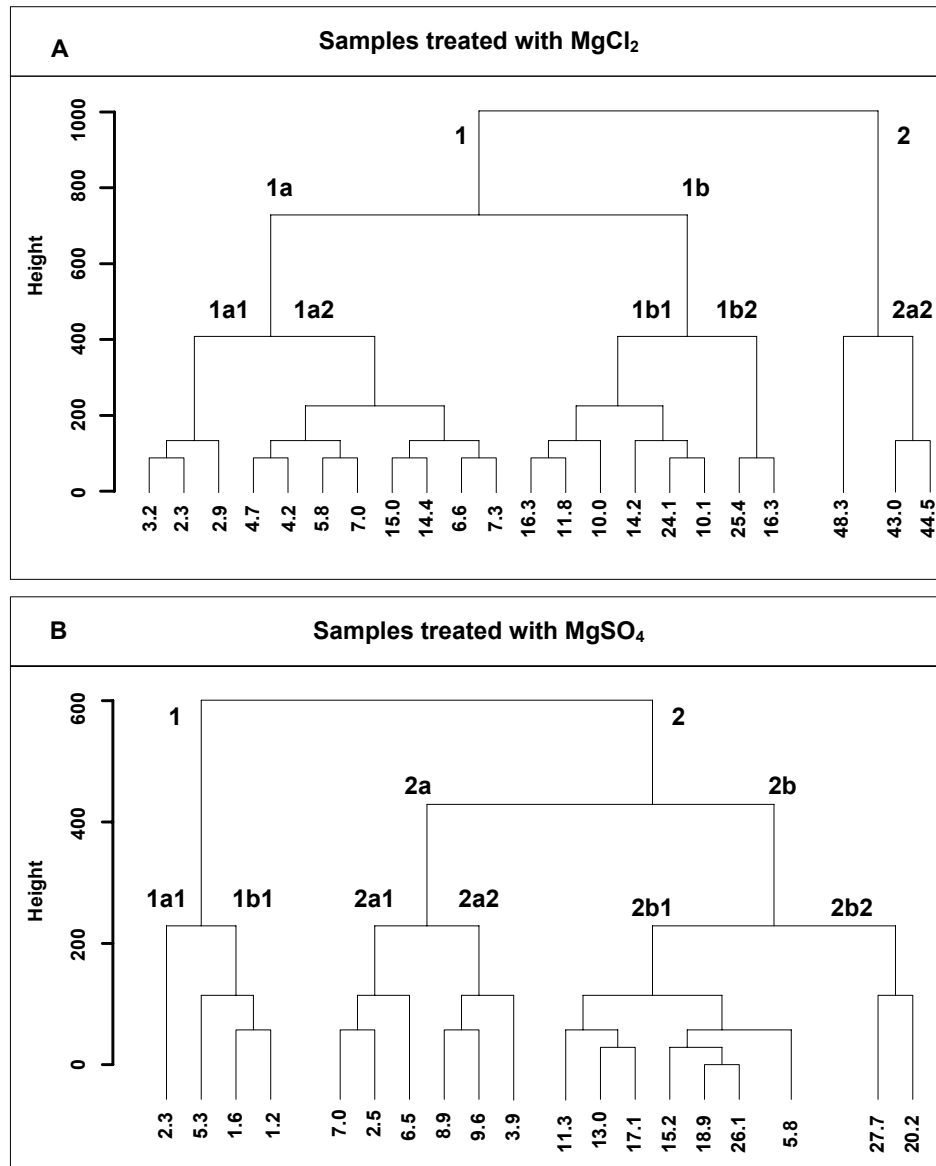 A Samples treated with MgCl₂
1000
800
600
400
200
0
Height
1 2
1a 1b
1a1 1a2 1b1 1b2 2a2
3.2 2.3 2.9 4.7 4.2 5.8 7.0 15.0 14.4 6.6 7.3 16.3 11.8 10.0 14.2 24.1 10.1 25.4 16.3 48.3 43.0 44.5
B Samples treated with MgSO₄
600
400
200
0
Height
1 2
2a 2b
1a1 1b1 2a1 2a2 2b1 2b2
2.3 5.3 1.6 1.2 7.0 2.5 6.5 8.9 9.6 3.9 11.3 13.0 17.1 15.2 18.9 26.1 5.8 27.7 20.2